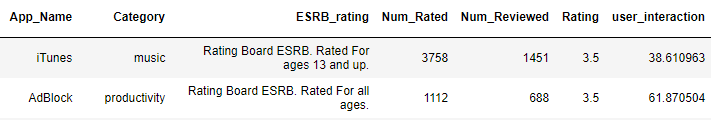 App_Name Category ESRB_rating Num_Rated Num_Reviewed Rating user_interaction
iTunes music Rating Board ESRB. Rated For ages 13 and up. 3758 1451 3.5 38.610963
AdBlock productivity Rating Board ESRB. Rated For all ages. 1112 688 3.5 61.870504